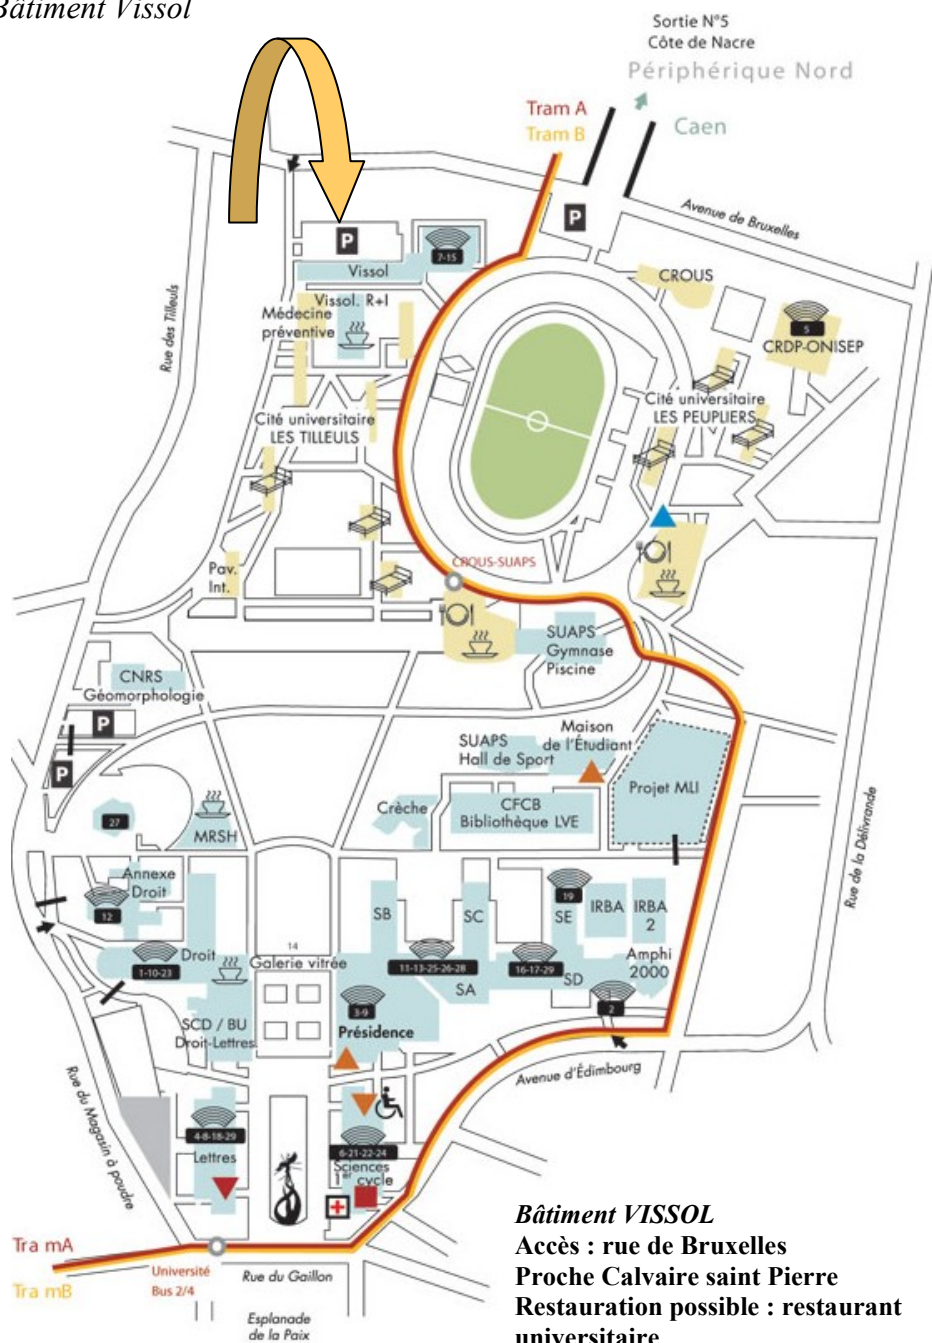 Bâtiment Vissol
Sortie N°5
Côte de Nacre
Périphérique Nord
Tram A
Tram B
Caen
Avenue de Bruxelles
P
P
7-15
Vissol
CROUS
Rue des Tilleuls
Vissol. R+I
Médecine
préventive
5
CRDP-ONISEP
Cité universitaire
LES TILLEULS
Cité universitaire
LES PEUPLIERS
Pav.
Int.
CROUS-SUAPS
SUAPS
Gymnase
Piscine
CNRS
Géomorphologie
P
P
SUAPS
Hall de Sport
Maison
de l'Étudiant
Projet MLI
Crèche
CFCB
Bibliothèque LVE
27
MRSH
Rue de la Délivrande
Annexe
Droit
12
SB
SC
19
SE
IRBA
IRBA
2
1-10-23
Droit
14
Galerie vitrée
11-13-25-26-28
16-17-29
SA
SD
Amphi
2000
3-9
2
SCD / BU
Droit-Lettres
Présidence
Avenue d'Édimbourg
Rue du Magasin à poudre
4-8-18-29
Lettres
6-21-22-24
Sciences
1er cycle
Tra mA
Tra mB
Université
Bus 2/4
Rue du Gaillon
Esplanade
de la Paix
Bâtiment VISSOL
Accès : rue de Bruxelles
Proche Calvaire saint Pierre
Restauration possible : restaurant
universitaire